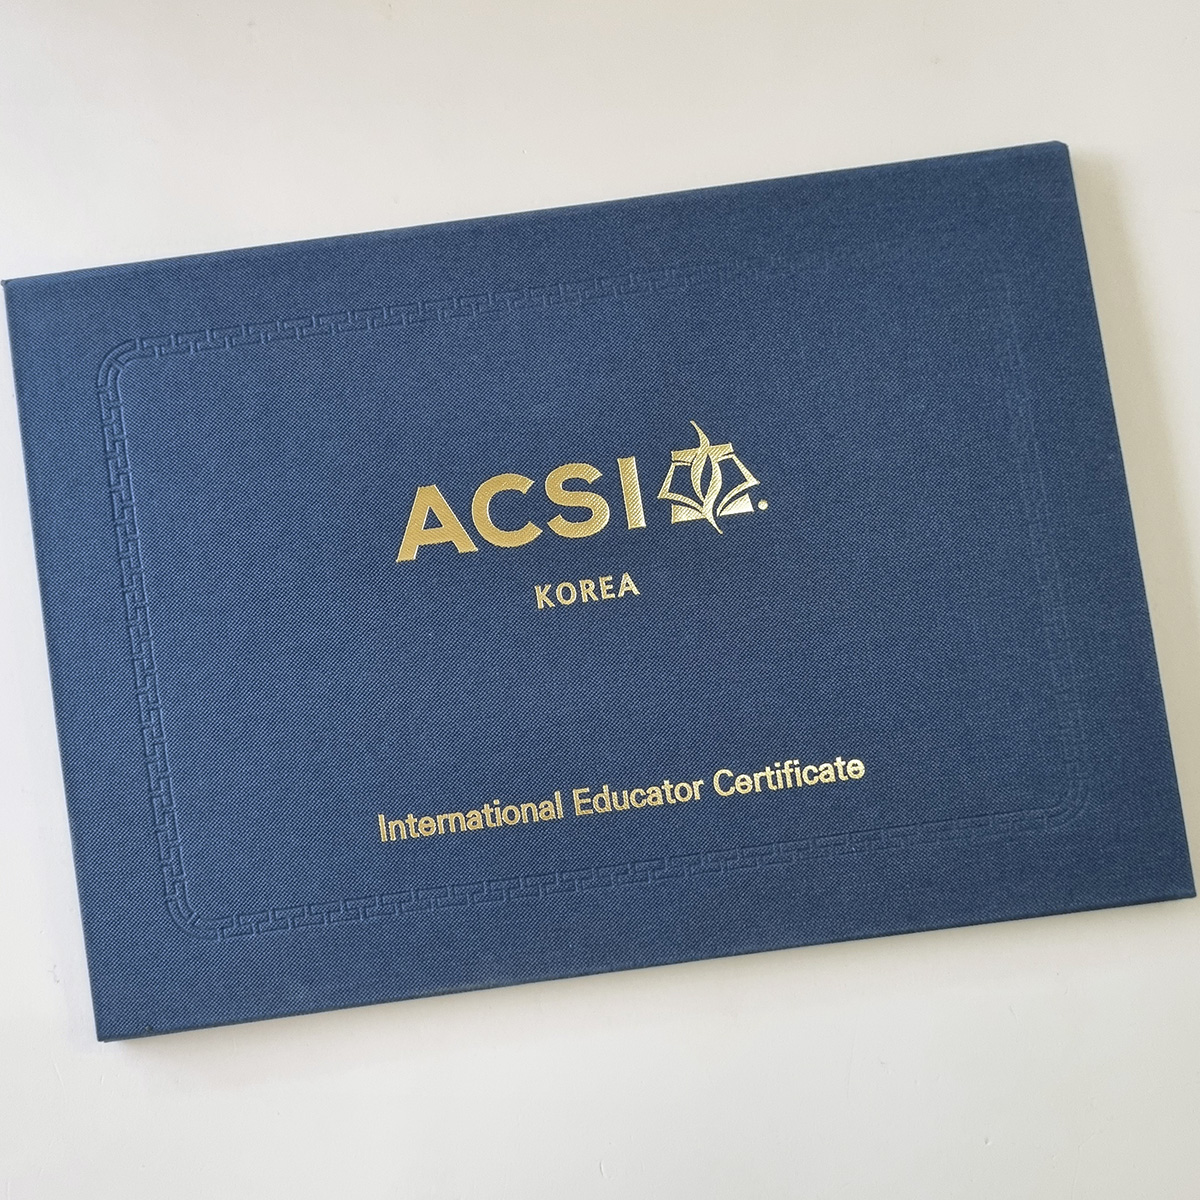 ACSI
KOREA
International Educator Certificate